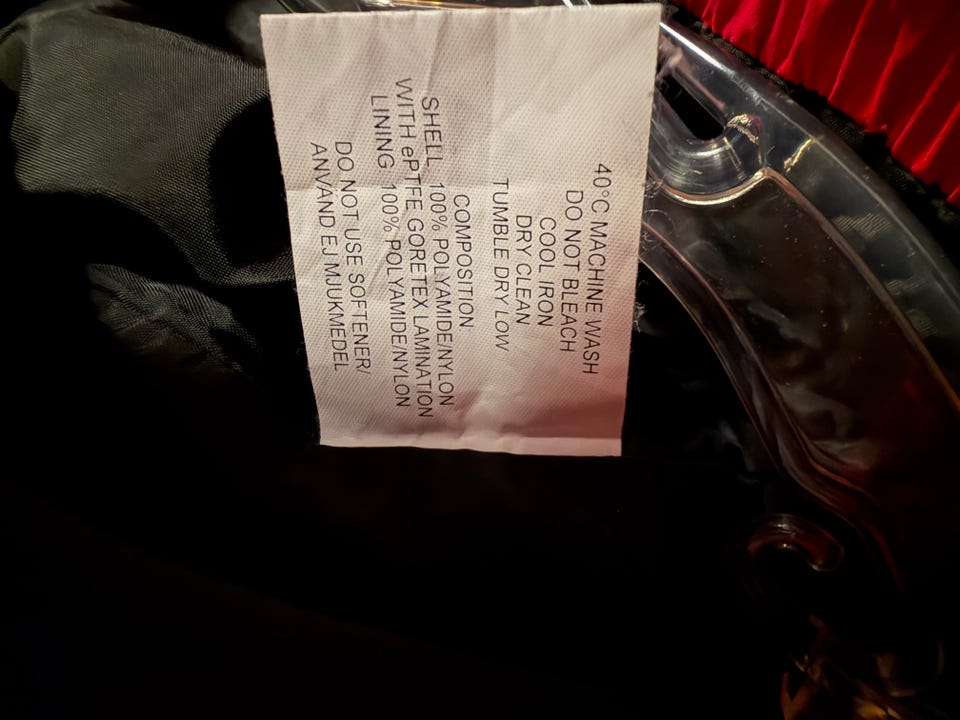 40°C MACHINE WASH
DO NOT BLEACH
COOL IRON
DRY CLEAN
TUMBLE DRY LOW
COMPOSITION
SHELL 100% POLYAMIDE/NYLON
WITH ePTFE GORETEX LAMINATION
LINING 100% POLYAMIDE/NYLON
DO NOT USE SOFTENER/
ANVAND EJ MJUKMEDEL